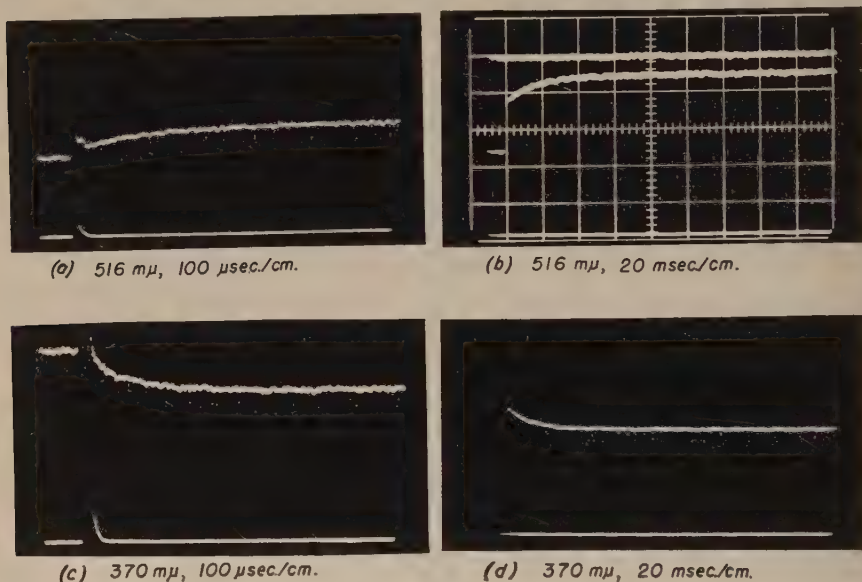 (a) 516 mμ, 100 μsec./cm.
(b) 516 mμ, 20 msec/cm.
(c) 370 mμ, 100 μsec./cm.
(d) 370 mμ, 20 msec/cm.